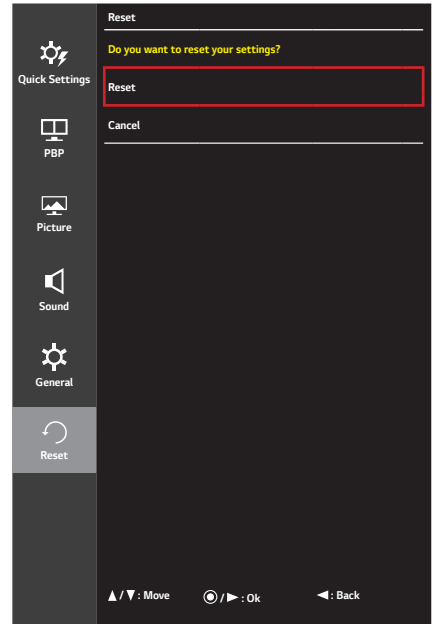 Reset
Do you want to reset your settings?
Reset
Cancel
Quick Settings
PBP
Picture
Sound
General
Reset
▲/▼: Move
◉/►: Ok
◄: Back